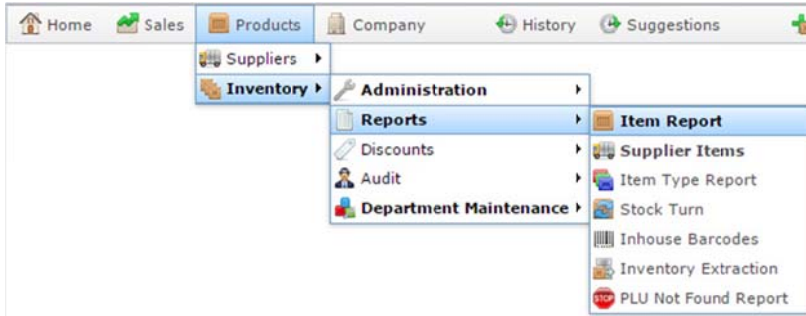 Home Sales Products Company History Suggestions
Suppliers
Inventory
Administration
Reports
Discounts
Audit
Department Maintenance
Item Report
Supplier Items
Item Type Report
Stock Turn
Inhouse Barcodes
Inventory Extraction
STOP PLU Not Found Report